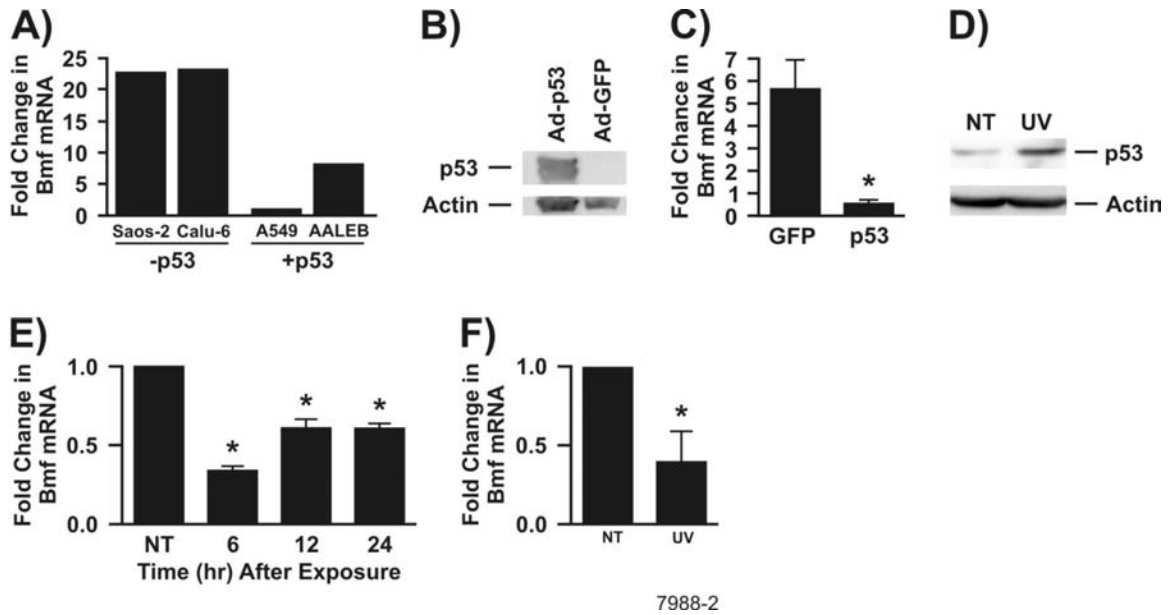 A)
Fold Change in
Bmf mRNA
25
20
15
10
5
0
Saos-2 Calu-6 A549 AALEB
-p53 +p53
B)
Ad-p53 Ad-GFP
p53
Actin
C)
Fold Chance in
Bmf mRNA
7
6
5
4
3
2
1
0
*
GFP p53
D)
NT UV
p53
Actin
E)
Fold Change in
Bmf mRNA
1.0
0.5
0.0
* * *
NT 6 12 24
Time (hr) After Exposure
F)
Fold Change in
Bmf mRNA
1.0
0.5
0.0
*
NT UV
7988-2